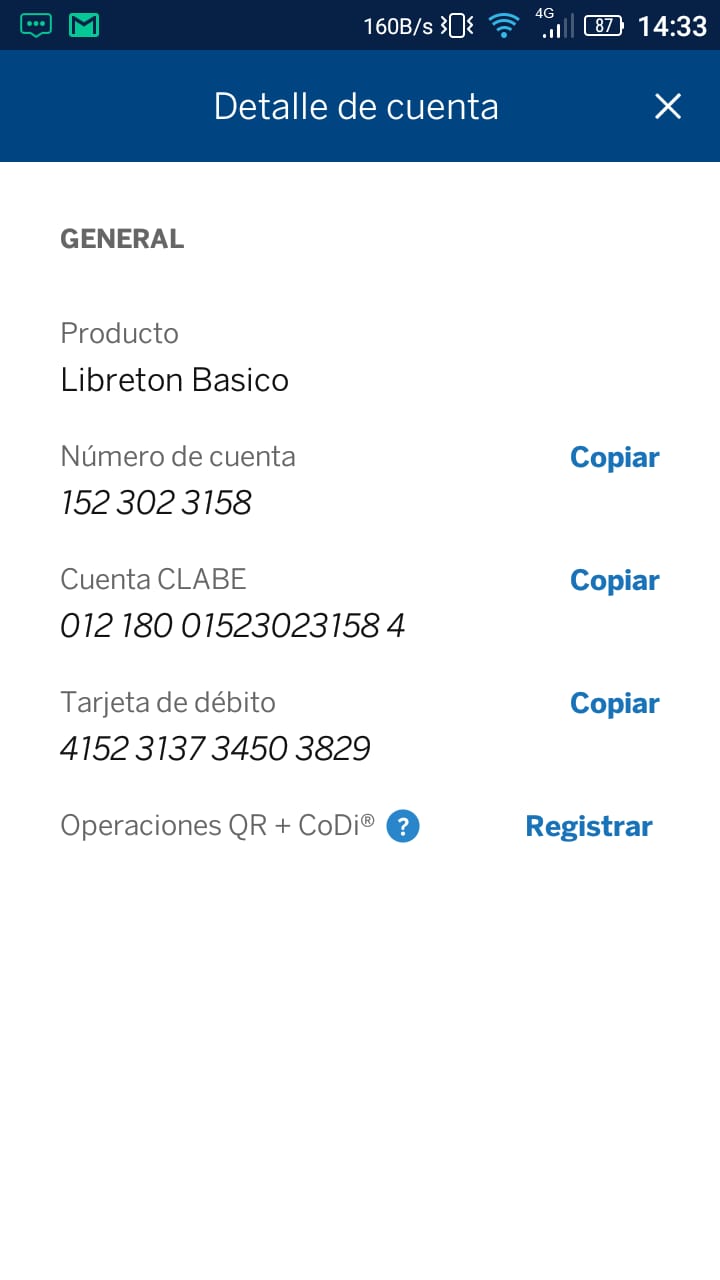 160B/s 4G 87 14:33
Detalle de cuenta
GENERAL
Producto
Libreton Basico
Número de cuenta Copiar
152 302 3158
Cuenta CLABE Copiar
012 180 01523023158 4
Tarjeta de débito Copiar
4152 3137 3450 3829
Operaciones QR + CoDi® ? Registrar